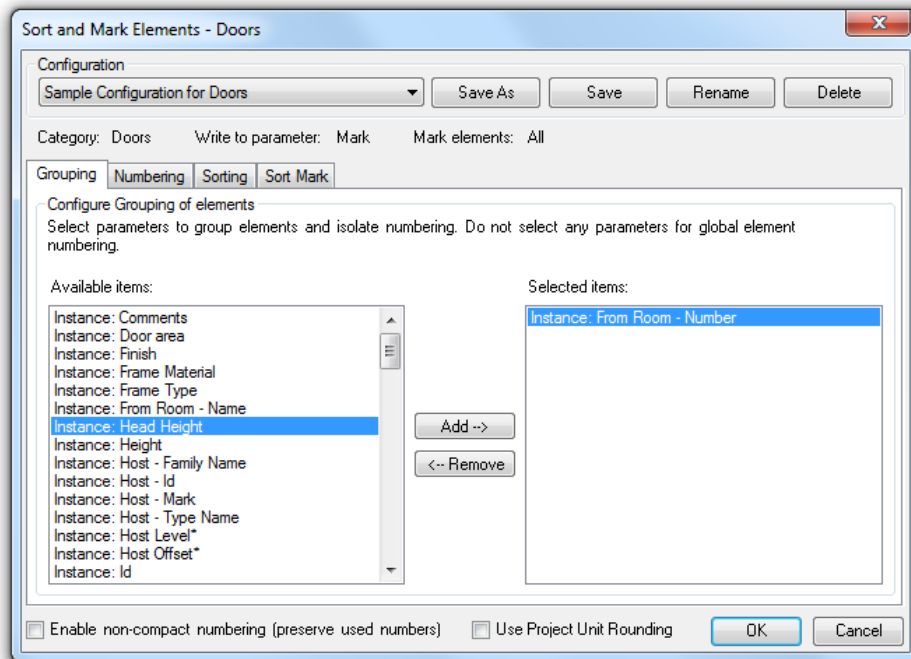 Sort and Mark Elements - Doors
Configuration
Sample Configuration for Doors
Save As
Save
Rename
Delete
Category: Doors
Write to parameter: Mark
Mark elements: All
Grouping
Numbering
Sorting
Sort Mark
Configure Grouping of elements
Select parameters to group elements and isolate numbering. Do not select any parameters for global element
numbering.
Available items:
Instance: Comments
Instance: Door area
Instance: Finish
Instance: Frame Material
Instance: Frame Type
Instance: From Room - Name
Instance: Head Height
Instance: Height
Instance: Host - Family Name
Instance: Host - Id
Instance: Host - Mark
Instance: Host - Type Name
Instance: Host Level*
Instance: Host Offset*
Instance: Id
Add -->
<-- Remove
Selected items:
Instance: From Room - Number
Enable non-compact numbering (preserve used numbers)
Use Project Unit Rounding
OK
Cancel